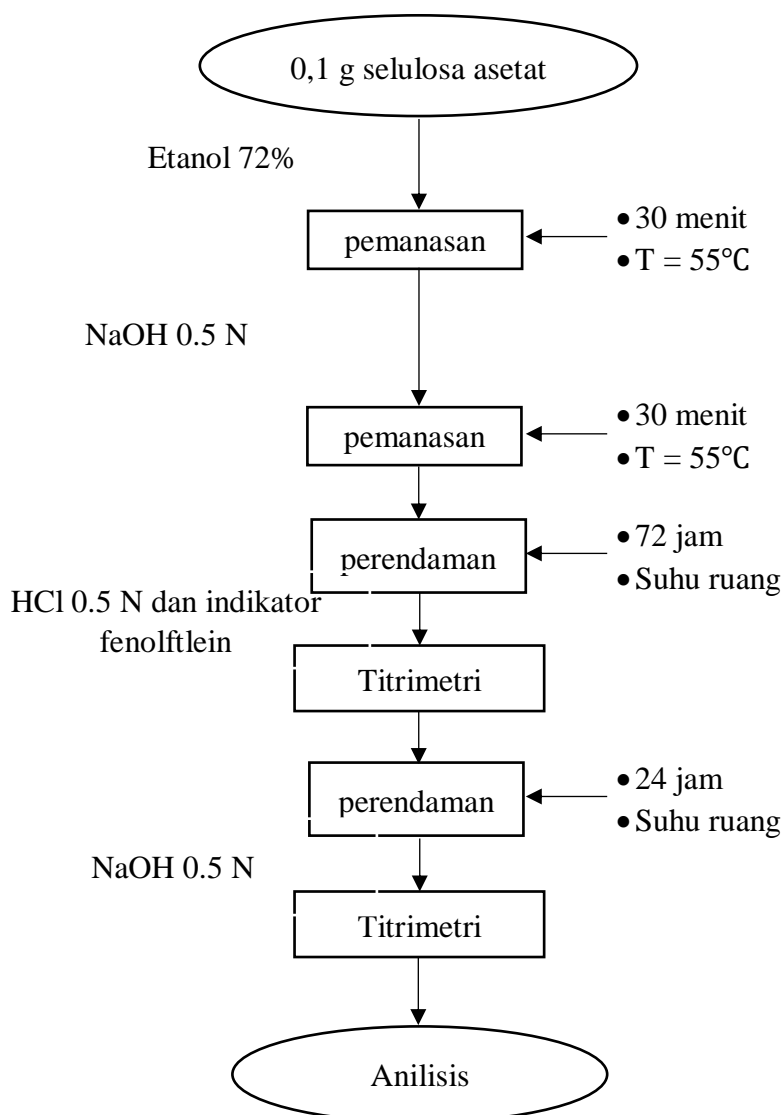 0,1 g selulosa asetat
Etanol 72%
pemanasan
•30 menit
•T = 55℃
NaOH 0.5 N
pemanasan
•30 menit
•T = 55℃
perendaman
•72 jam
•Suhu ruang
HCl 0.5 N dan indikator
fenolftlein
Titrimetri
perendaman
•24 jam
•Suhu ruang
NaOH 0.5 N
Titrimetri
Anilisis